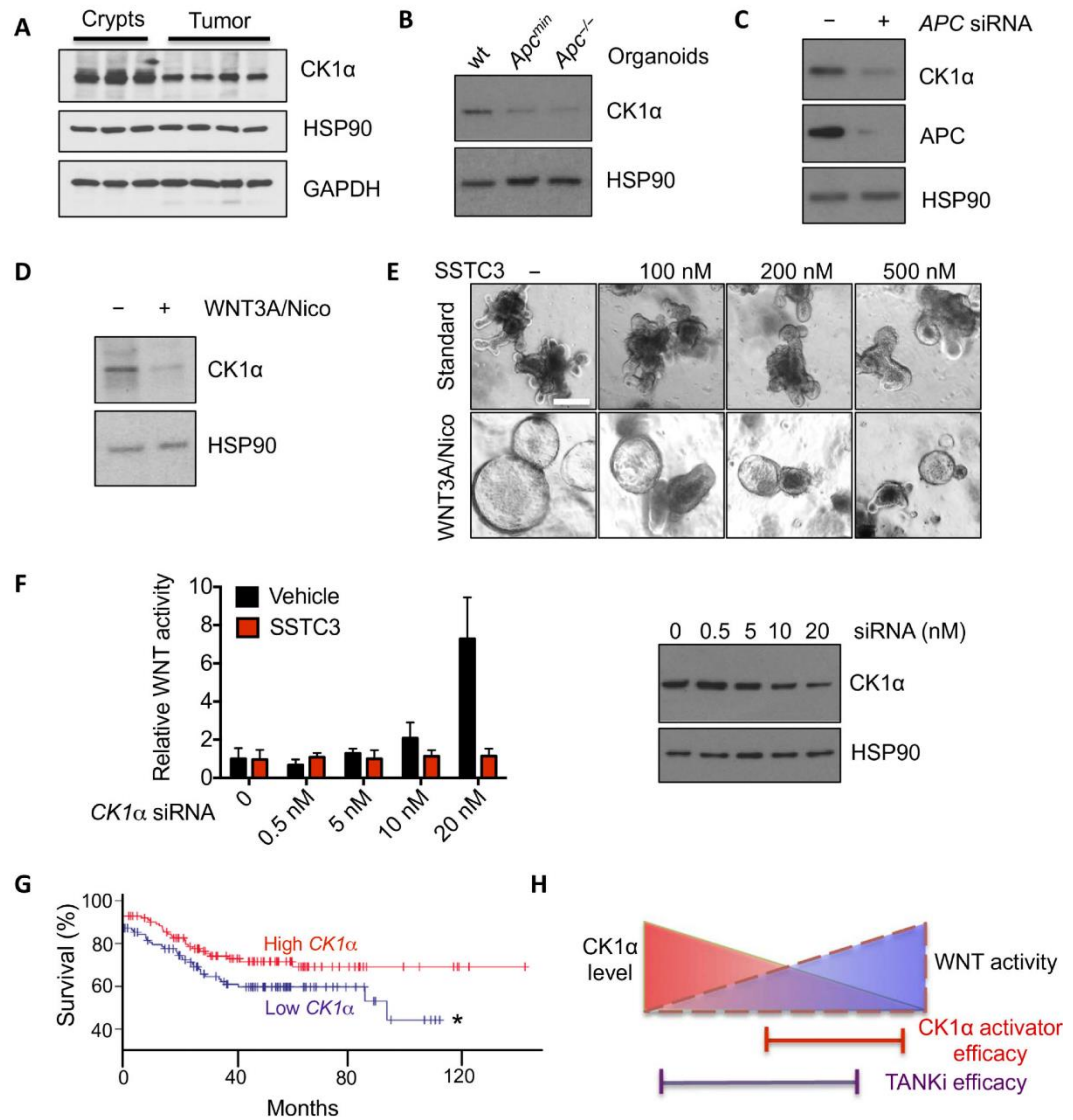 A
Crypts Tumor
CK1α
HSP90
GAPDH
B
wt Apcmin Apc-/- Organoids
CK1α
HSP90
C
– + APC siRNA
CK1α
APC
HSP90
D
– + WNT3A/Nico
CK1α
HSP90
E
SSTC3 – 100 nM 200 nM 500 nM
Standard
WNT3A/Nico
F
Relative WNT activity
10
8
6
4
2
0
Vehicle
SSTC3
CK1α siRNA 0 0.5 nM 5 nM 10 nM 20 nM
0 0.5 5 10 20 siRNA (nM)
CK1α
HSP90
G
Survival (%)
100
80
60
40
High CK1α
Low CK1α *
0 40 80 120
Months
H
CK1α
level
WNT activity
CK1α activator
efficacy
TANKi efficacy